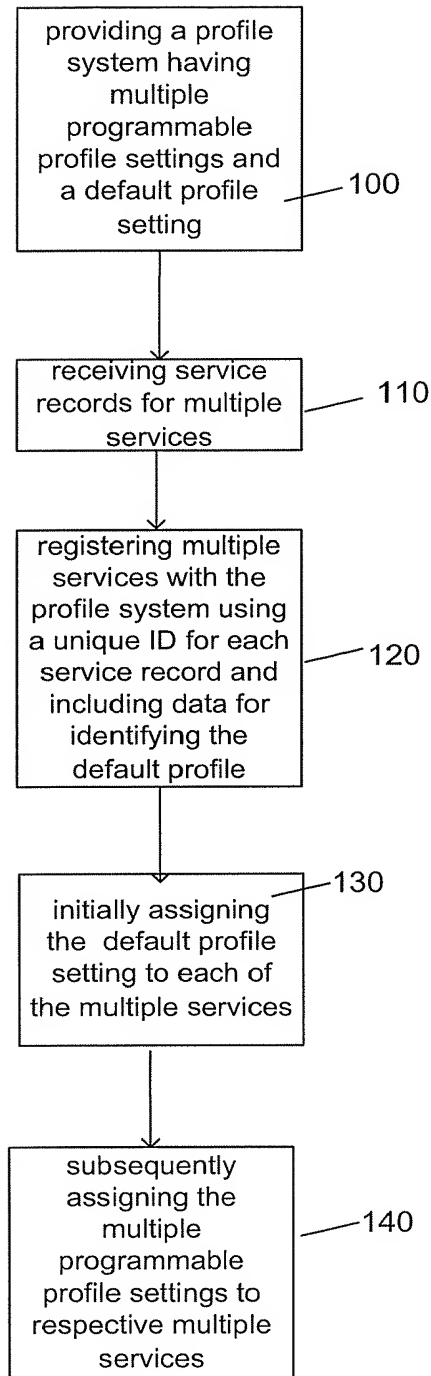 providing a profile
system having
multiple
programmable
profile settings and
a default profile
setting
100
receiving service
records for multiple
services
110
registering multiple
services with the
profile system using
a unique ID for each
service record and
including data for
identifying the
default profile
120
130
initially assigning
the default profile
setting to each of
the multiple services
subsequently
assigning the
multiple
programmable
profile settings to
respective multiple
services
140